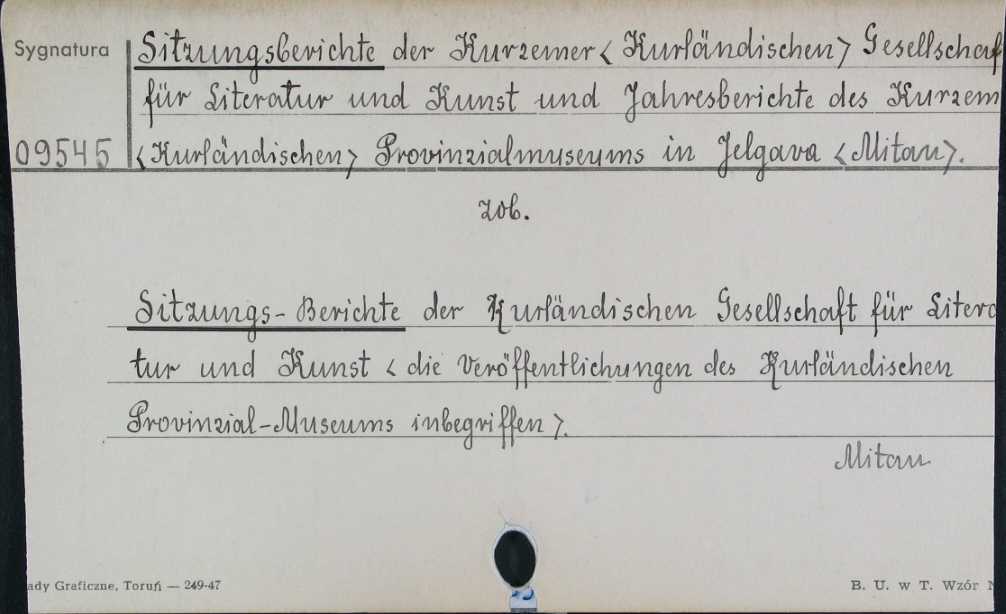 Sygnatura
Sitzungsberichte der Kurzemer < Kurländischen > Gesellschaf
für Literatur und Kunst und Jahresberichte des Kurzem
09545
< Kurländischen > Provinzialmuseums in Jelgava < Mitau >.
zob.
Sitzungs-Berichte der Kurländischen Gesellschaft für Litera
tur und Kunst < die Veröffentlichungen des Kurländischen
Provinzial-Museums inbegriffen >.
Mitau
ady Graficzne, Toruń — 249-47
B. U. w T. Wzór N